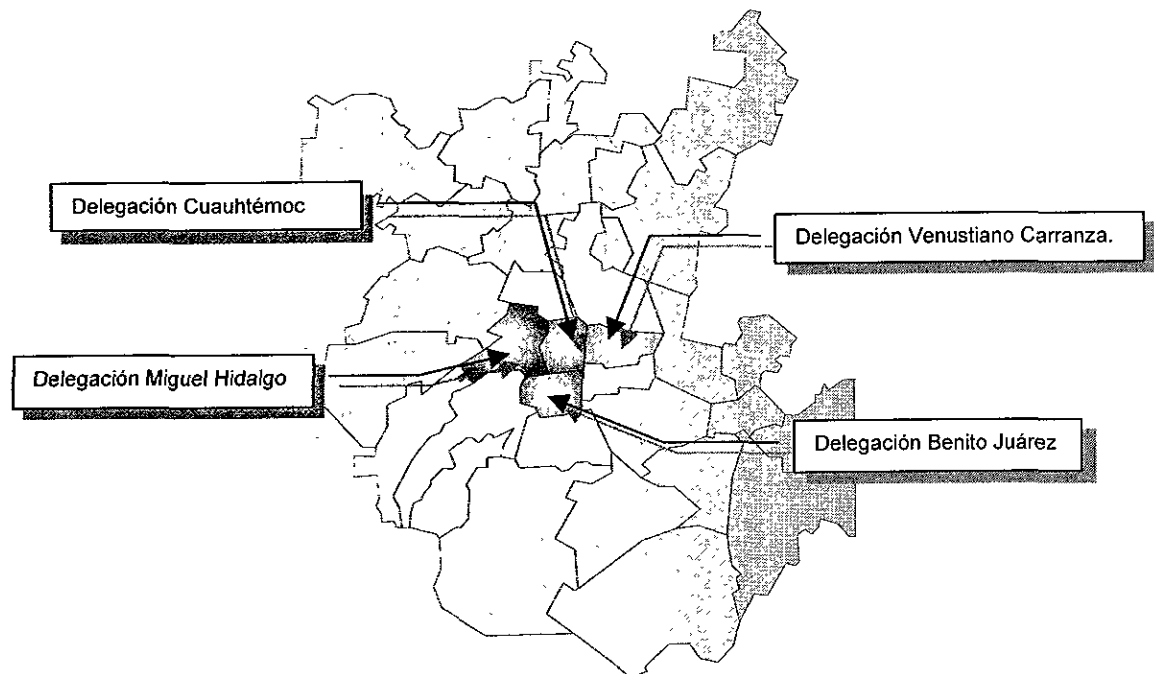 Delegación Cuauhtémoc
Delegación Venustiano Carranza.
Delegación Miguel Hidalgo
Delegación Benito Juárez